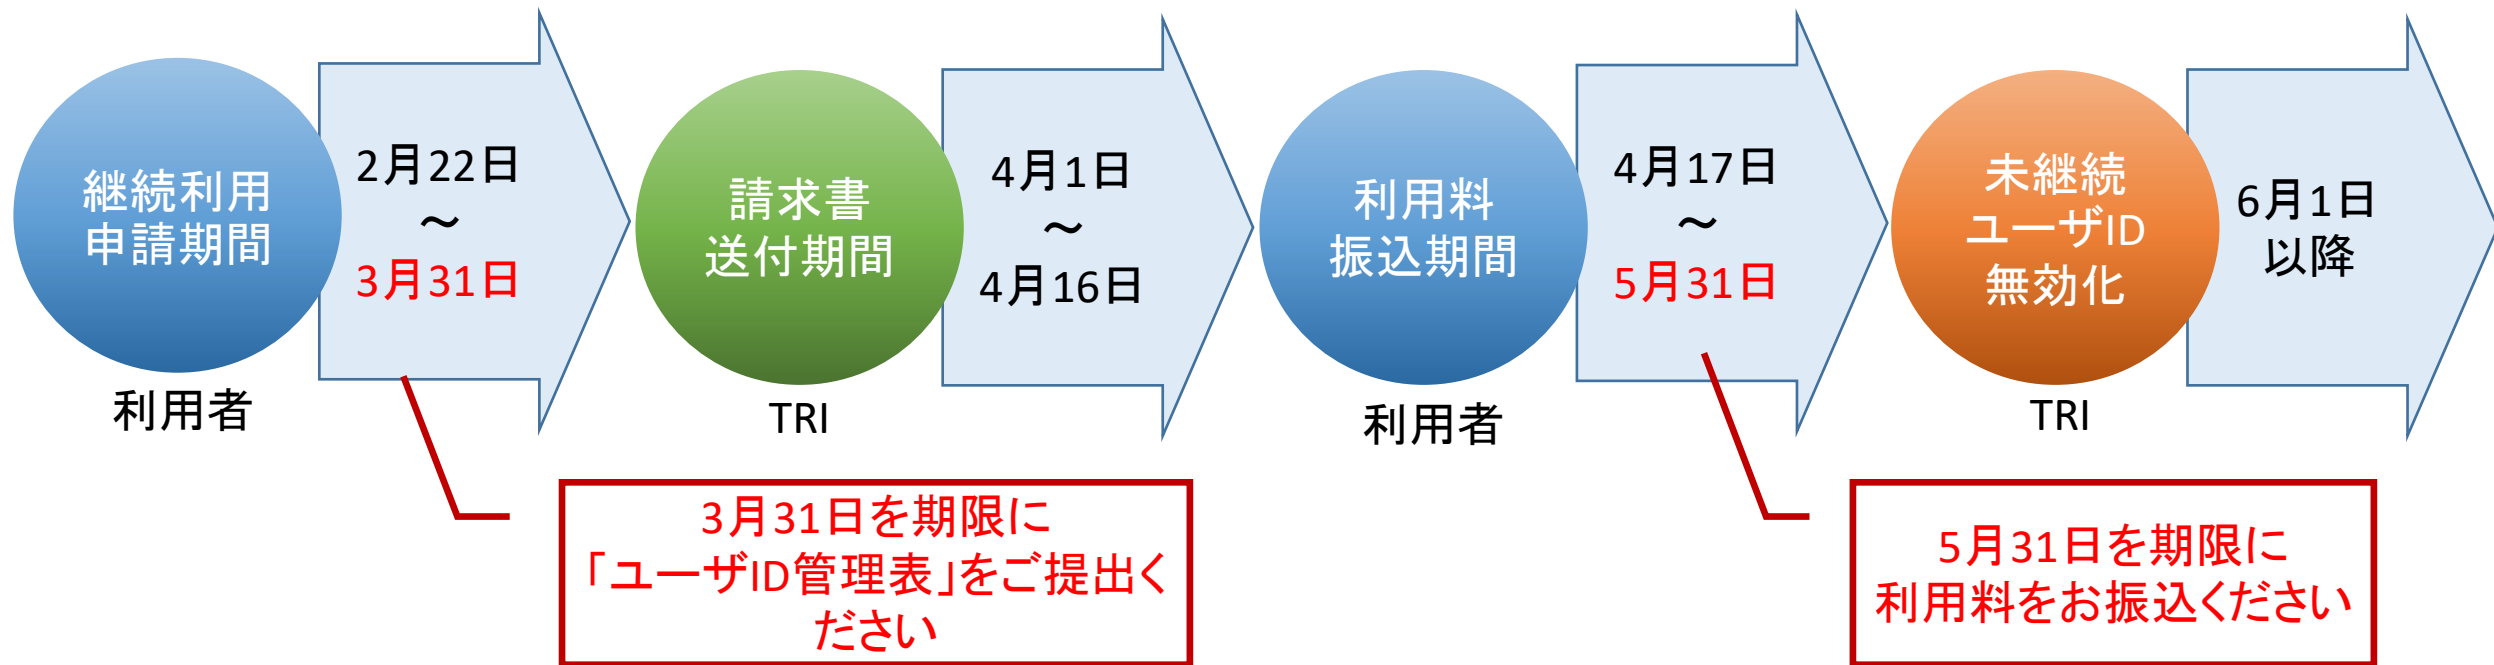 継続利用
申請期間
利用者
2月22日
～
3月31日
請求書
送付期間
TRI
4月1日
～
4月16日
利用料
振込期間
利用者
4月17日
～
5月31日
未継続
ユーザID
無効化
TRI
6月1日
以降
3月31日を期限に
「ユーザID管理表」をご提出く
ださい
5月31日を期限に
利用料をお振込ください